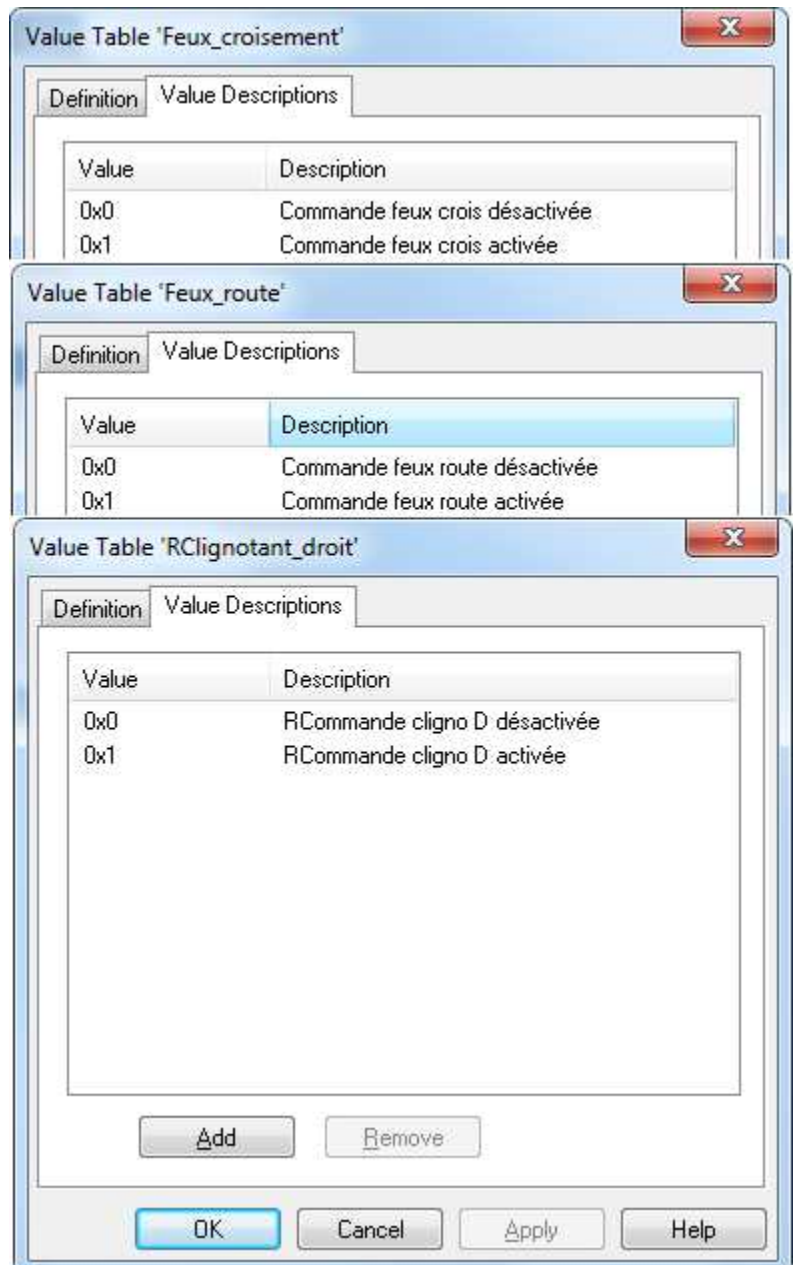 Value Table 'Feux_croisement'
Definition Value Descriptions
Value Description
0x0 Commande feux crois désactivée
0x1 Commande feux crois activée
Value Table 'Feux_route'
Definition Value Descriptions
Value Description
0x0 Commande feux route désactivée
0x1 Commande feux route activée
Value Table 'RClignotant_droit'
Definition Value Descriptions
Value Description
0x0 RCommande cligno D désactivée
0x1 RCommande cligno D activée
Add Remove
OK Cancel Apply Help